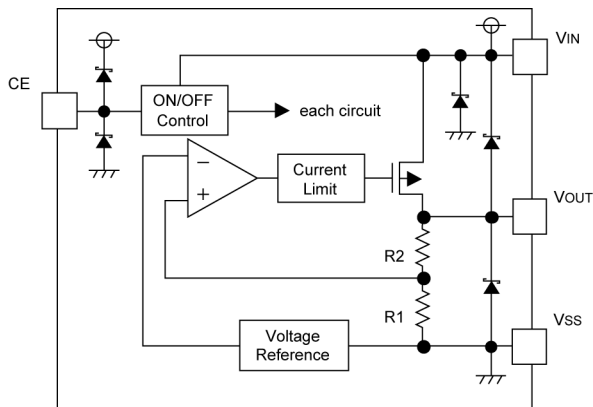 VIN
CE
ON/OFF
Control
each circuit
−
+
Current
Limit
VOUT
R2
R1
Voltage
Reference
VSS